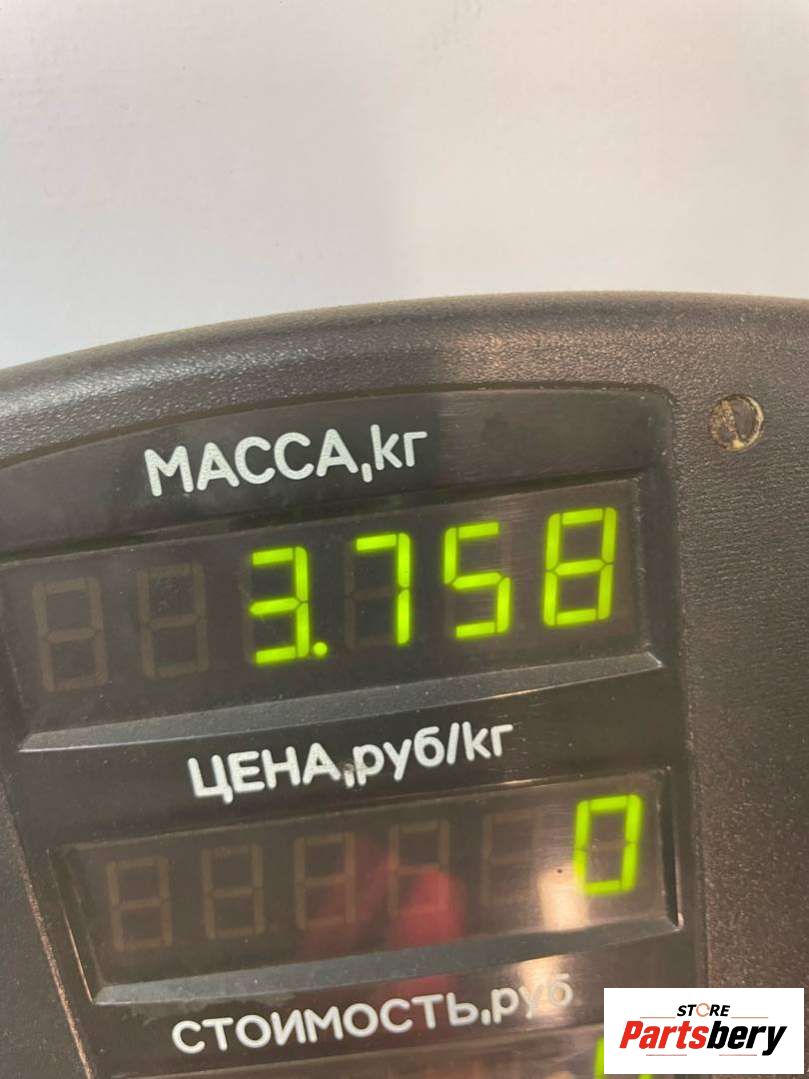 МАССА,кг
3.758
ЦЕНА,руб/кг
0
СТОИМОСТЬ,руб
STORE
Partsbery